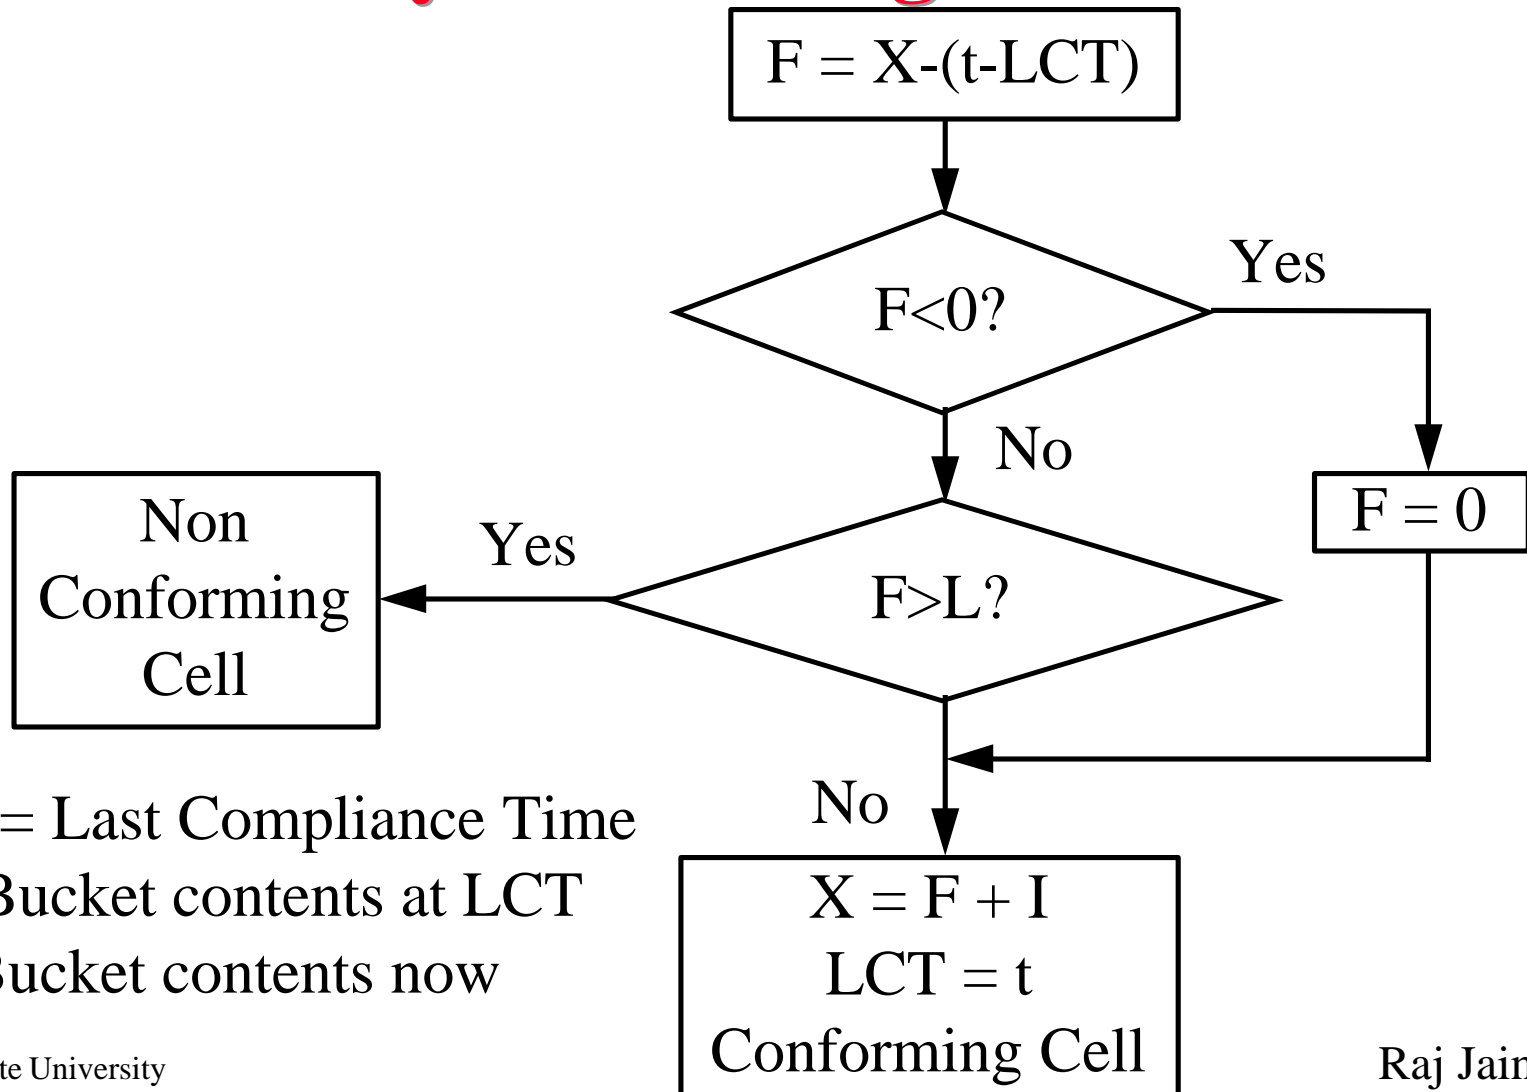 F = X-(t-LCT)
F<0?
Yes
No
F = 0
Non
Conforming
Cell
Yes
F>L?
No
= Last Compliance Time
Bucket contents at LCT
Bucket contents now
X = F + I
LCT = t
Conforming Cell
te University
Raj Jain